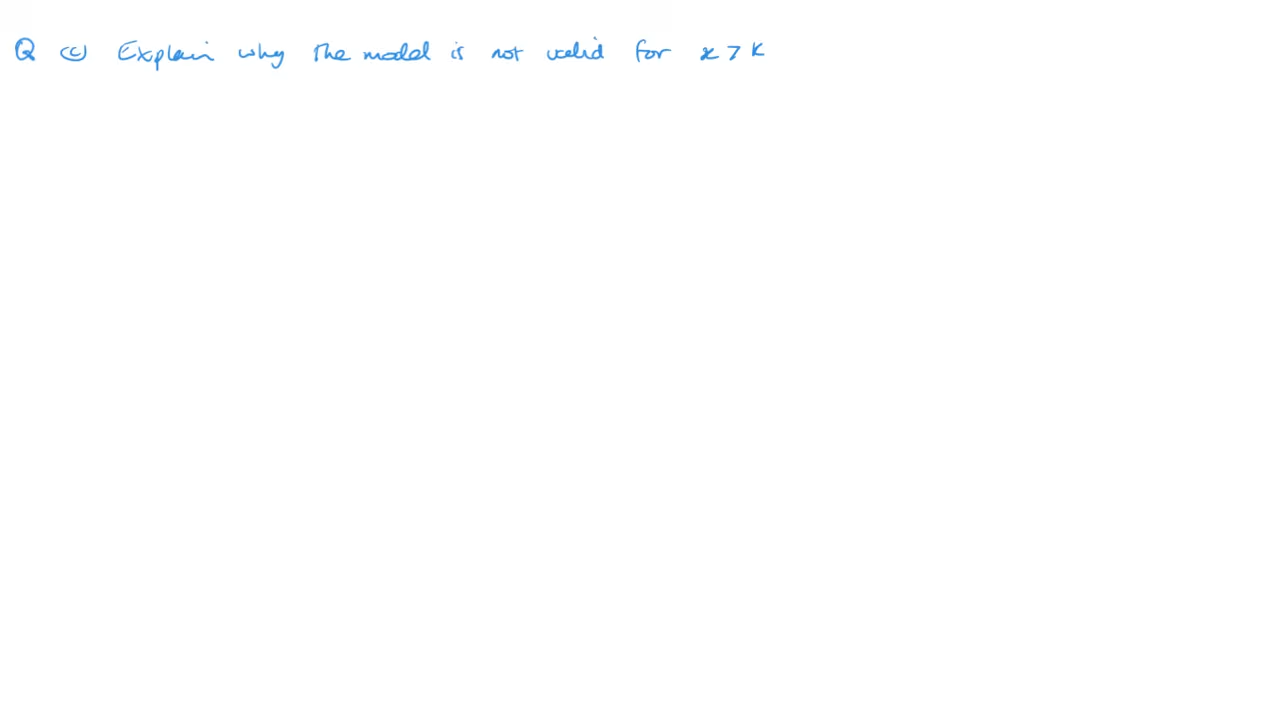 Q (c) Explain why the model is not valid for x > k